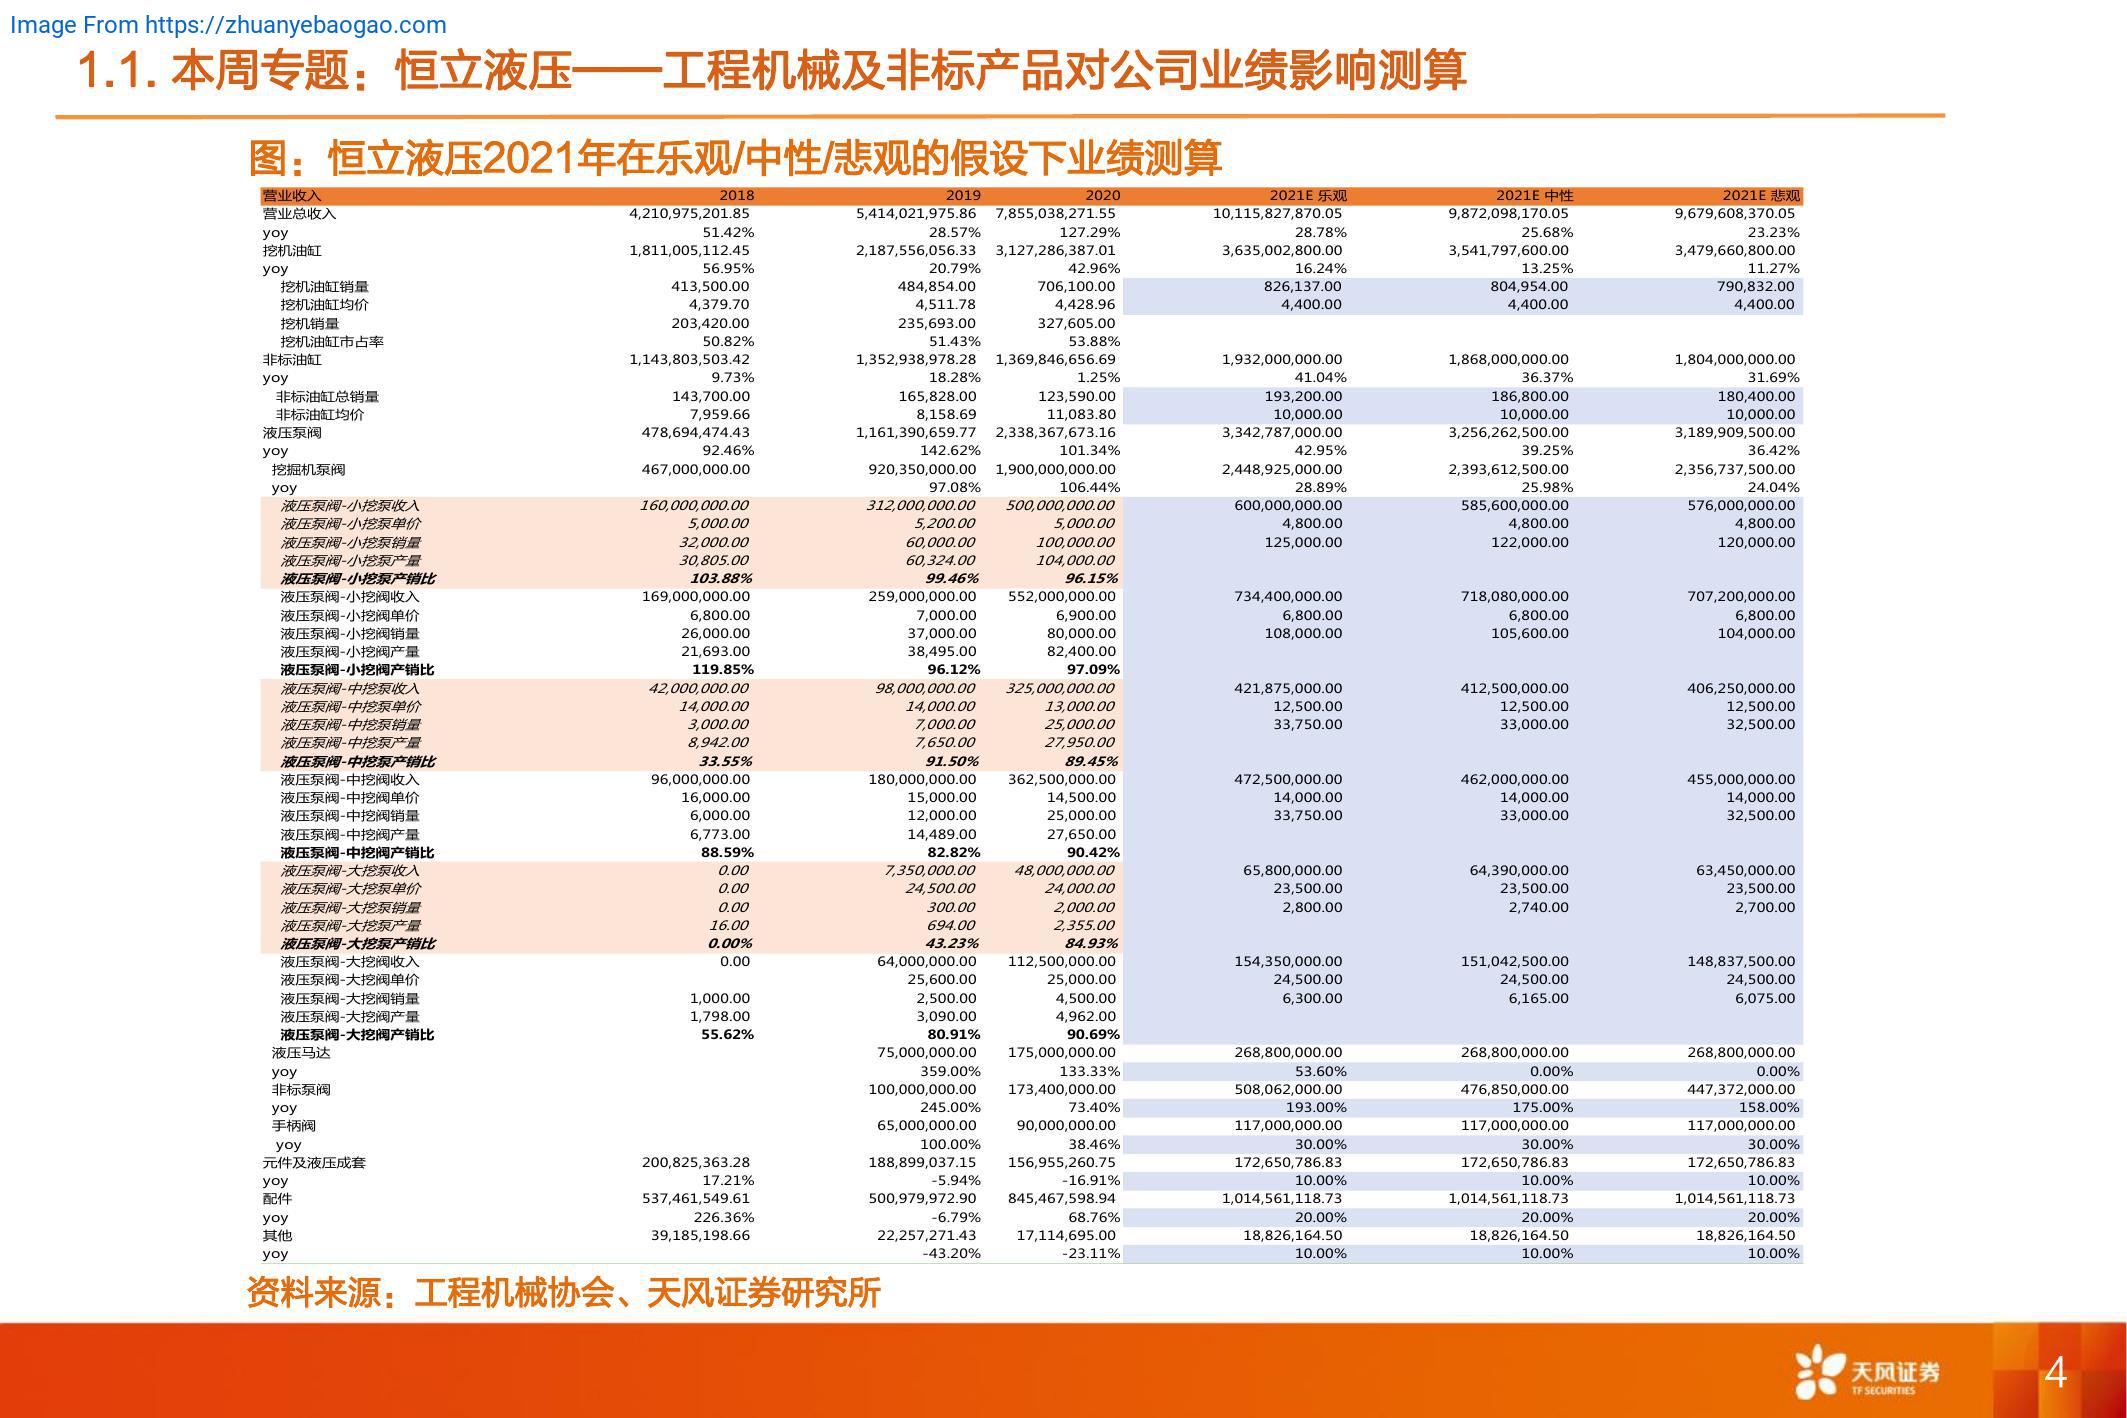 Image From https://zhuanyebaogao.com
1.1. 本周专题：恒立液压——工程机械及非标产品对公司业绩影响测算
图：恒立液压2021年在乐观/中性/悲观的假设下业绩测算
营业收入 2018 2019 2020 2021E 乐观 2021E 中性 2021E 悲观
营业总收入 4,210,975,201.85 5,414,021,975.86 7,855,038,271.55 10,115,827,870.05 9,872,098,170.05 9,679,608,370.05
yoy 51.42% 28.57% 127.29% 28.78% 25.68% 23.23%
挖机油缸 1,811,005,112.45 2,187,556,056.33 3,127,286,387.01 3,635,002,800.00 3,541,797,600.00 3,479,660,800.00
yoy 56.95% 20.79% 42.96% 16.24% 13.25% 11.27%
挖机油缸销量 413,500.00 484,854.00 706,100.00 826,137.00 804,954.00 790,832.00
挖机油缸均价 4,379.70 4,511.78 4,428.96 4,400.00 4,400.00 4,400.00
挖机销量 203,420.00 235,693.00 327,605.00
挖机油缸市占率 50.82% 51.43% 53.88%
非标油缸 1,143,803,503.42 1,352,938,978.28 1,369,846,656.69 1,932,000,000.00 1,868,000,000.00 1,804,000,000.00
yoy 9.73% 18.28% 1.25% 41.04% 36.37% 31.69%
非标油缸总销量 143,700.00 165,828.00 123,590.00 193,200.00 186,800.00 180,400.00
非标油缸均价 7,959.66 8,158.69 11,083.80 10,000.00 10,000.00 10,000.00
液压泵阀 478,694,474.43 1,161,390,659.77 2,338,367,673.16 3,342,787,000.00 3,256,262,500.00 3,189,909,500.00
yoy 92.46% 142.62% 101.34% 42.95% 39.25% 36.42%
挖掘机泵阀 467,000,000.00 920,350,000.00 1,900,000,000.00 2,448,925,000.00 2,393,612,500.00 2,356,737,500.00
yoy 97.08% 106.44% 28.89% 25.98% 24.04%
液压泵阀-小挖泵收入 160,000,000.00 312,000,000.00 500,000,000.00 600,000,000.00 585,600,000.00 576,000,000.00
液压泵阀-小挖泵单价 5,000.00 5,200.00 5,000.00 4,800.00 4,800.00 4,800.00
液压泵阀-小挖泵销量 32,000.00 60,000.00 100,000.00 125,000.00 122,000.00 120,000.00
液压泵阀-小挖泵产量 30,805.00 60,324.00 104,000.00
液压泵阀-小挖泵产销比 103.88% 99.46% 96.15%
液压泵阀-小挖阀收入 169,000,000.00 259,000,000.00 552,000,000.00 734,400,000.00 718,080,000.00 707,200,000.00
液压泵阀-小挖阀单价 6,800.00 7,000.00 6,900.00 6,800.00 6,800.00 6,800.00
液压泵阀-小挖阀销量 26,000.00 37,000.00 80,000.00 108,000.00 105,600.00 104,000.00
液压泵阀-小挖阀产量 21,693.00 38,495.00 82,400.00
液压泵阀-小挖阀产销比 119.85% 96.12% 97.09%
液压泵阀-中挖泵收入 42,000,000.00 98,000,000.00 325,000,000.00 421,875,000.00 412,500,000.00 406,250,000.00
液压泵阀-中挖泵单价 14,000.00 14,000.00 13,000.00 12,500.00 12,500.00 12,500.00
液压泵阀-中挖泵销量 3,000.00 7,000.00 25,000.00 33,750.00 33,000.00 32,500.00
液压泵阀-中挖泵产量 8,942.00 7,650.00 27,950.00
液压泵阀-中挖泵产销比 33.55% 91.50% 89.45%
液压泵阀-中挖阀收入 96,000,000.00 180,000,000.00 362,500,000.00 472,500,000.00 462,000,000.00 455,000,000.00
液压泵阀-中挖阀单价 16,000.00 15,000.00 14,500.00 14,000.00 14,000.00 14,000.00
液压泵阀-中挖阀销量 6,000.00 12,000.00 25,000.00 33,750.00 33,000.00 32,500.00
液压泵阀-中挖阀产量 6,773.00 14,489.00 27,650.00
液压泵阀-中挖阀产销比 88.59% 82.82% 90.42%
液压泵阀-大挖泵收入 0.00 7,350,000.00 48,000,000.00 65,800,000.00 64,390,000.00 63,450,000.00
液压泵阀-大挖泵单价 0.00 24,500.00 24,000.00 23,500.00 23,500.00 23,500.00
液压泵阀-大挖泵销量 0.00 300.00 2,000.00 2,800.00 2,740.00 2,700.00
液压泵阀-大挖泵产量 16.00 694.00 2,355.00
液压泵阀-大挖泵产销比 0.00% 43.23% 84.93%
液压泵阀-大挖阀收入 0.00 64,000,000.00 112,500,000.00 154,350,000.00 151,042,500.00 148,837,500.00
液压泵阀-大挖阀单价 25,600.00 25,000.00 24,500.00 24,500.00 24,500.00
液压泵阀-大挖阀销量 1,000.00 2,500.00 4,500.00 6,300.00 6,165.00 6,075.00
液压泵阀-大挖阀产量 1,798.00 3,090.00 4,962.00
液压泵阀-大挖阀产销比 55.62% 80.91% 90.69%
液压马达 75,000,000.00 175,000,000.00 268,800,000.00 268,800,000.00 268,800,000.00
yoy 359.00% 133.33% 53.60% 0.00% 0.00%
非标泵阀 100,000,000.00 173,400,000.00 508,062,000.00 476,850,000.00 447,372,000.00
yoy 245.00% 73.40% 193.00% 175.00% 158.00%
手柄阀 65,000,000.00 90,000,000.00 117,000,000.00 117,000,000.00 117,000,000.00
yoy 100.00% 38.46% 30.00% 30.00% 30.00%
元件及液压成套 200,825,363.28 188,899,037.15 156,955,260.75 172,650,786.83 172,650,786.83 172,650,786.83
yoy 17.21% -5.94% -16.91% 10.00% 10.00% 10.00%
配件 537,461,549.61 500,979,972.90 845,467,598.94 1,014,561,118.73 1,014,561,118.73 1,014,561,118.73
yoy 226.36% -6.79% 68.76% 20.00% 20.00% 20.00%
其他 39,185,198.66 22,257,271.43 17,114,695.00 18,826,164.50 18,826,164.50 18,826,164.50
yoy -43.20% -23.11% 10.00% 10.00% 10.00%
资料来源：工程机械协会、天风证券研究所
天风证券
TF SECURITIES
4